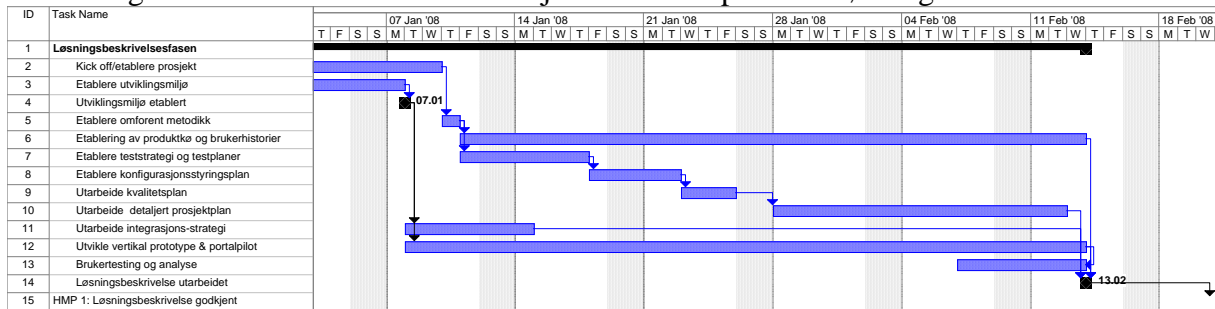 ID Task Name 07 Jan '08 14 Jan '08 21 Jan '08 28 Jan '08 04 Feb '08 11 Feb '08 18 Feb '08
T F S S M T W T F S S M T W T F S S M T W T F S S M T W T F S S M T W T F S S M T W T F S S M T W
1 Løsningsbeskrivelsesfasen
2 Kick off/etablere prosjekt
3 Etablere utviklingsmiljø
4 Utviklingsmiljø etablert 07.01
5 Etablere omforent metodikk
6 Etablering av produktkø og brukerhistorier
7 Etablere teststrategi og testplaner
8 Etablere konfigurasjonsstyringsplan
9 Utarbeide kvalitetsplan
10 Utarbeide detaljert prosjektplan
11 Utarbeide integrasjons-strategi
12 Utvikle vertikal prototype & portalpilot
13 Brukertesting og analyse
14 Løsningsbeskrivelse utarbeidet 13.02
15 HMP 1: Løsningsbeskrivelse godkjent